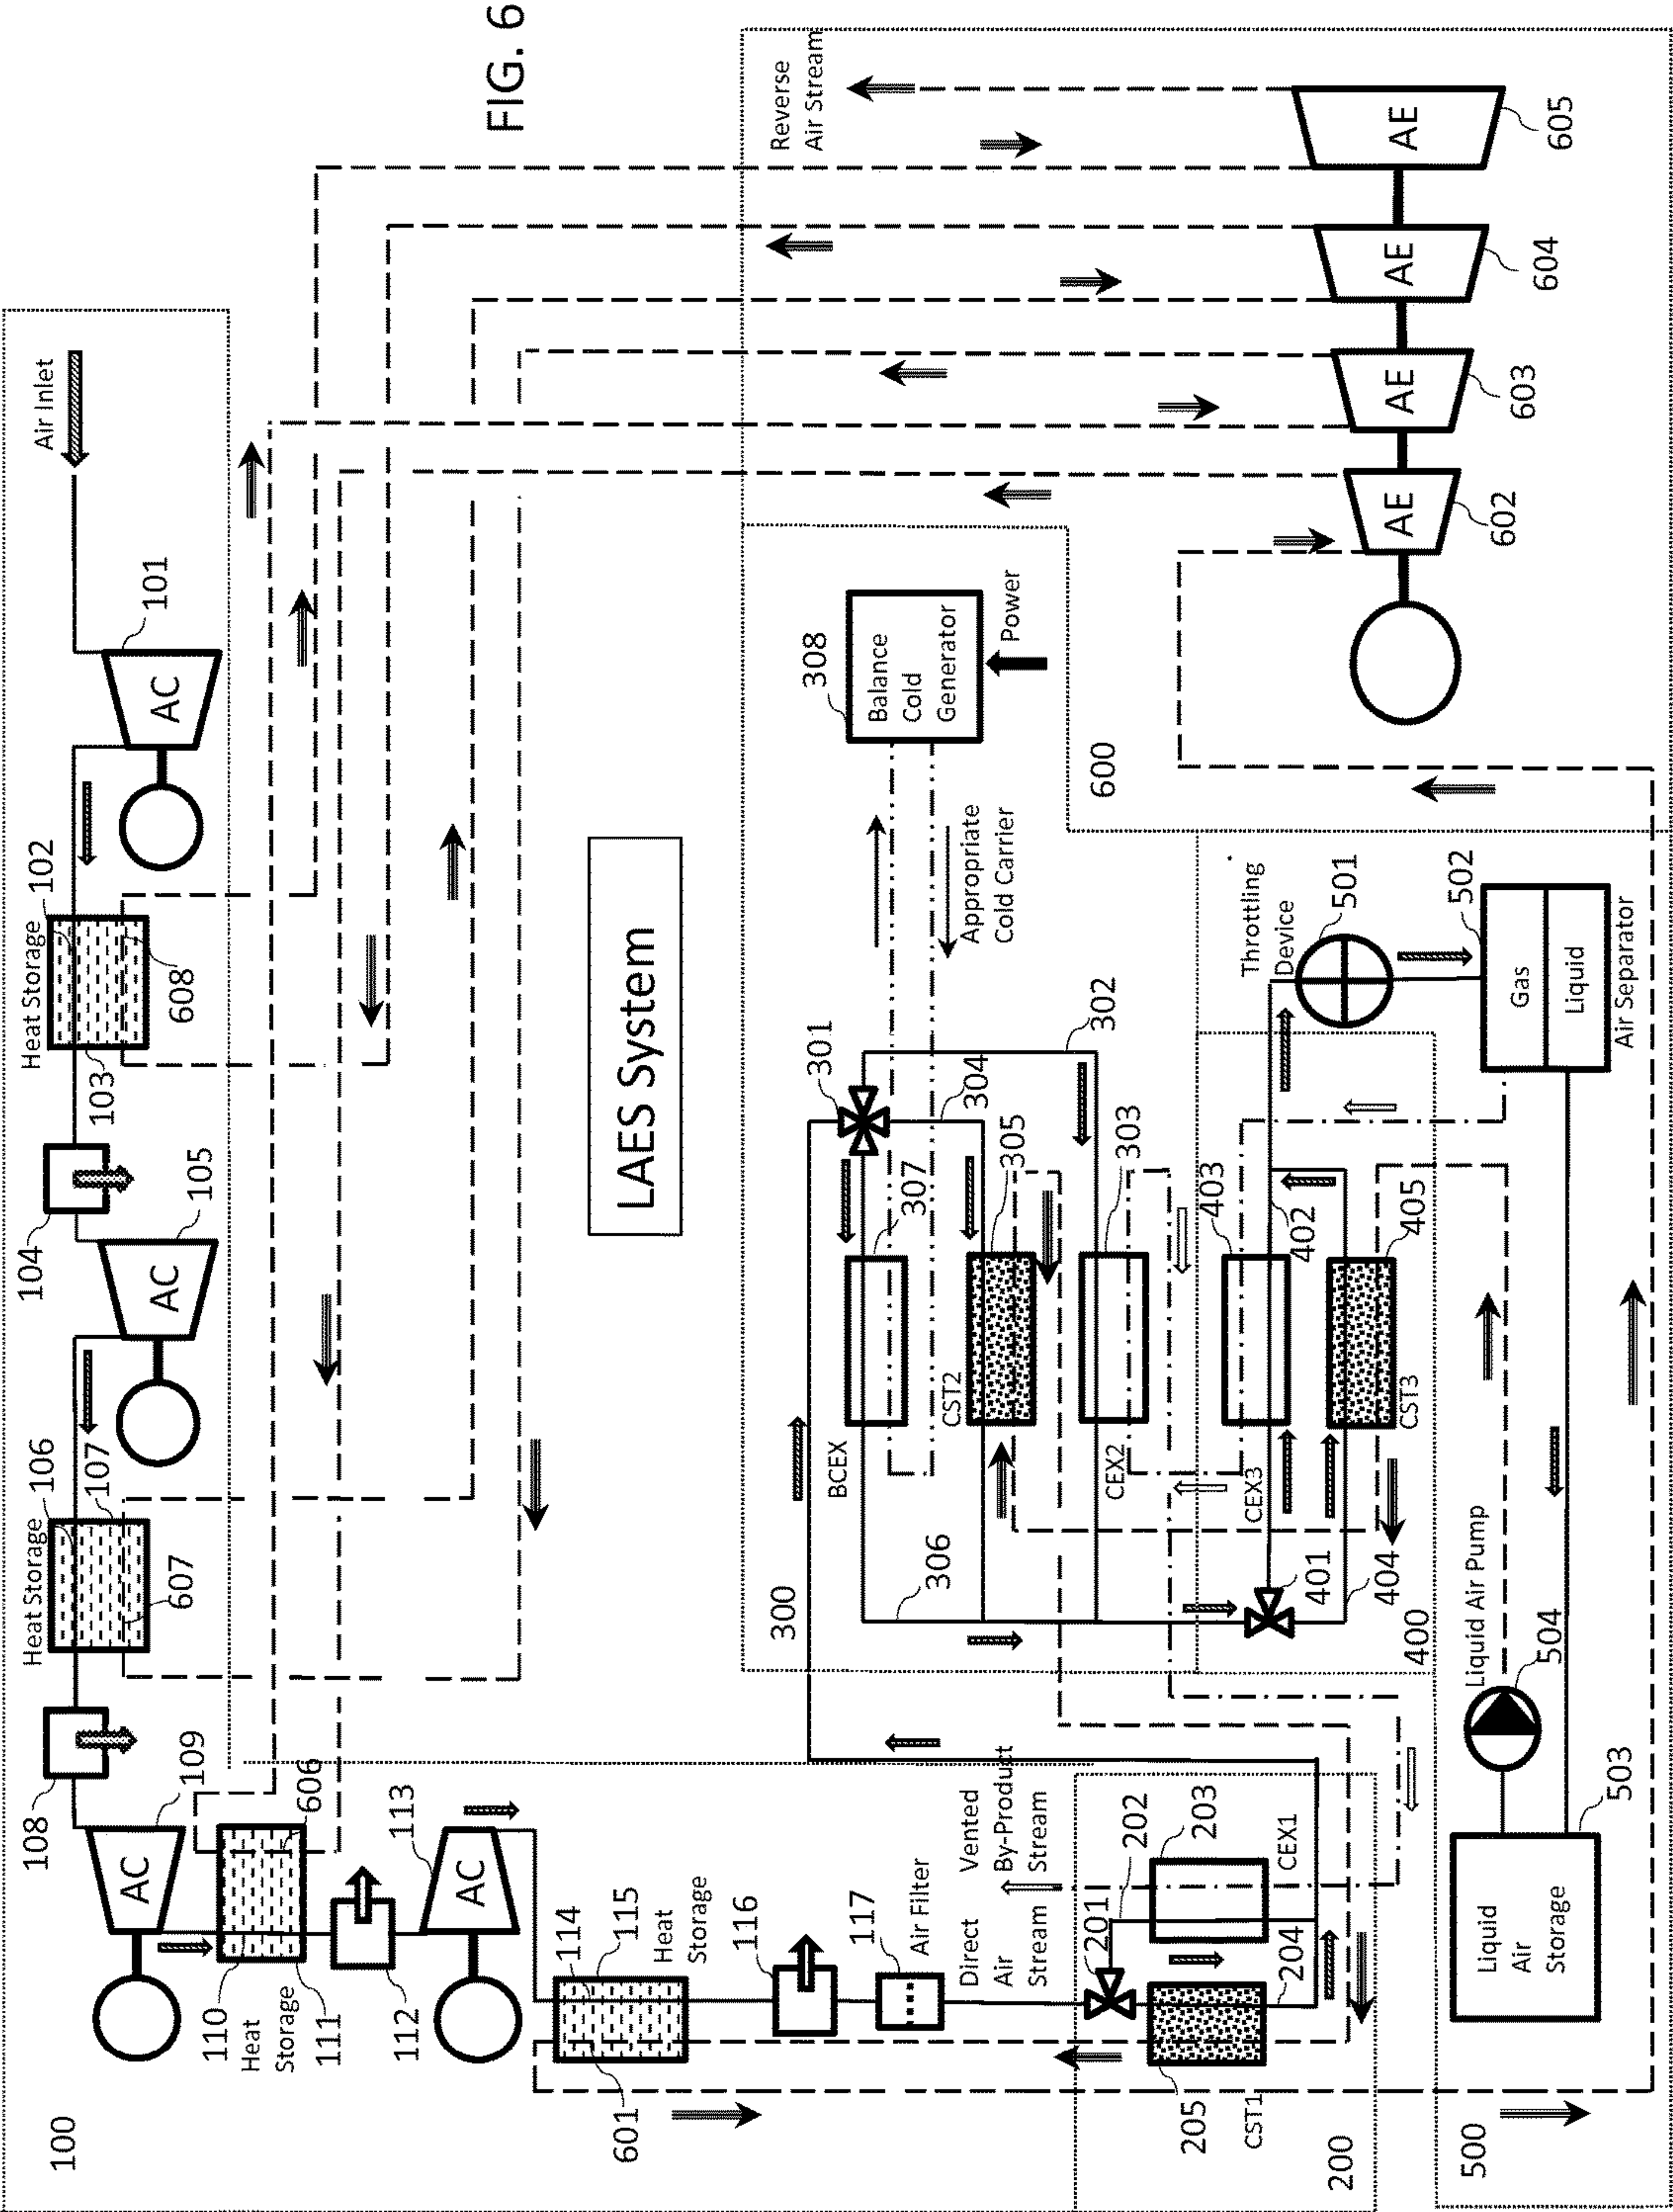 FIG. 6
LAES System
100
Air Inlet
AC
101
Heat Storage
102
103
608
104
AC
105
Heat Storage
106
107
607
108
AC
109
110
Heat
Storage
111
606
112
AC
113
114
115
Heat
Storage
601
116
117
Air Filter
Direct
Air
Stream
Vented
By-Product
Stream
200
201
202
203
CEX1
204
205
CST1
300
301
302
303
CEX2
304
305
CST2
306
307
BCEX
308
Balance
Cold
Generator
Power
Appropriate
Cold Carrier
400
401
402
403
CEX3
404
405
CST3
500
Throttling
Device
501
502
Gas
Liquid
Air Separator
503
Liquid
Air
Storage
Liquid Air Pump
504
600
Reverse
Air Stream
AE
602
AE
603
AE
604
AE
605